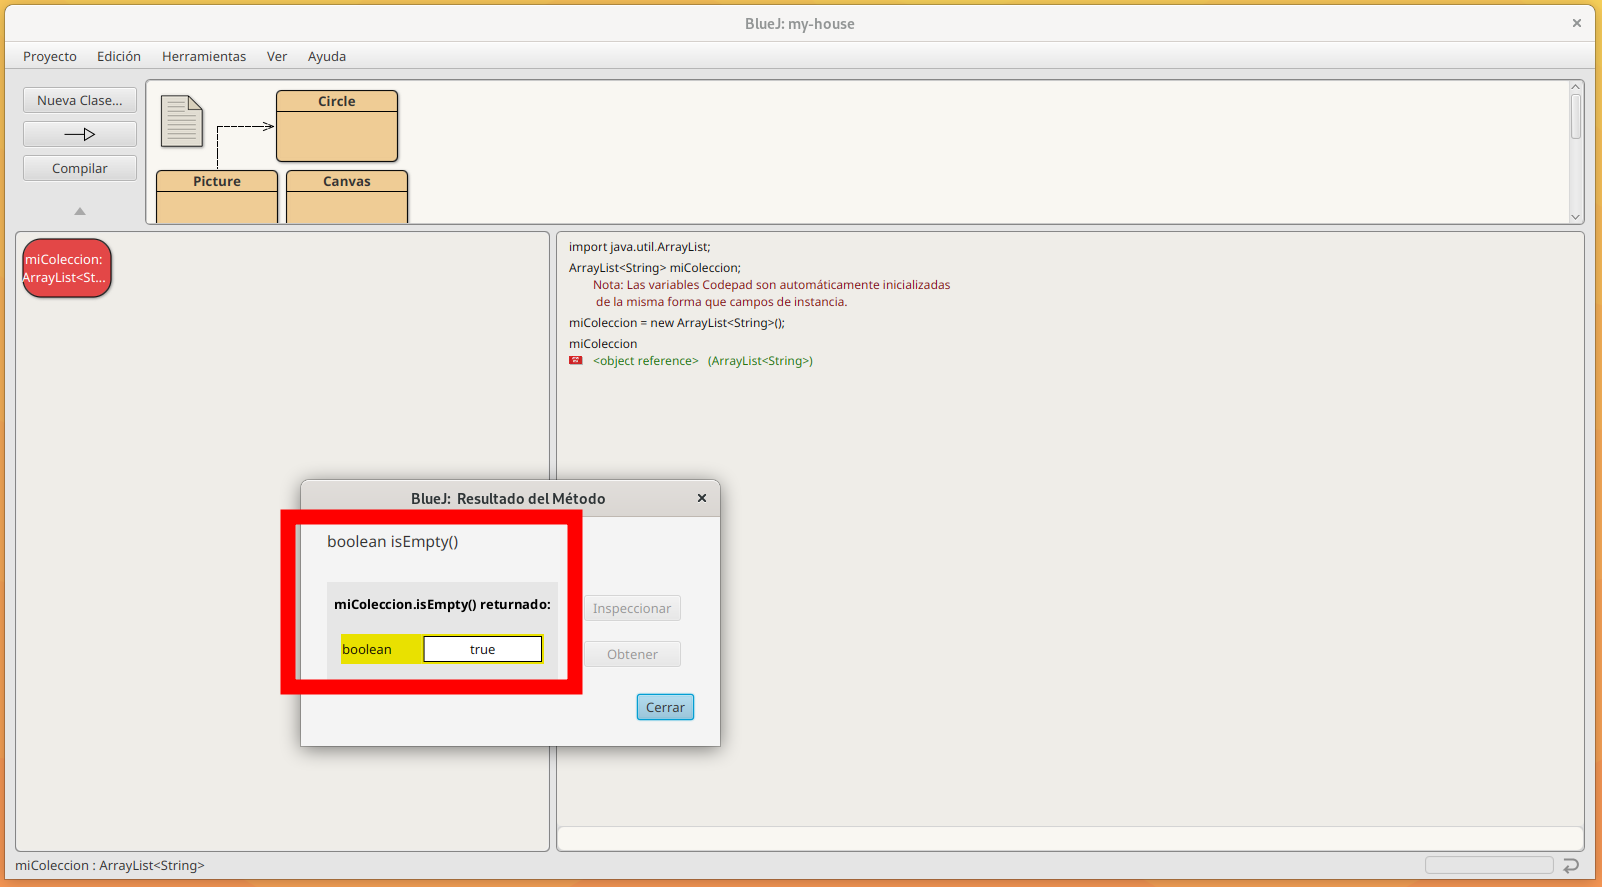 BlueJ: my-house
Proyecto Edición Herramientas Ver Ayuda
Nueva Clase...
Compilar
Circle
Picture
Canvas
miColeccion:
ArrayList<St...
import java.util.ArrayList;
ArrayList<String> miColeccion;
Nota: Las variables Codepad son automáticamente inicializadas
de la misma forma que campos de instancia.
miColeccion = new ArrayList<String>();
miColeccion
<object reference> (ArrayList<String>)
BlueJ: Resultado del Método
boolean isEmpty()
miColeccion.isEmpty() returnado:
boolean true
Inspeccionar
Obtener
Cerrar
miColeccion : ArrayList<String>